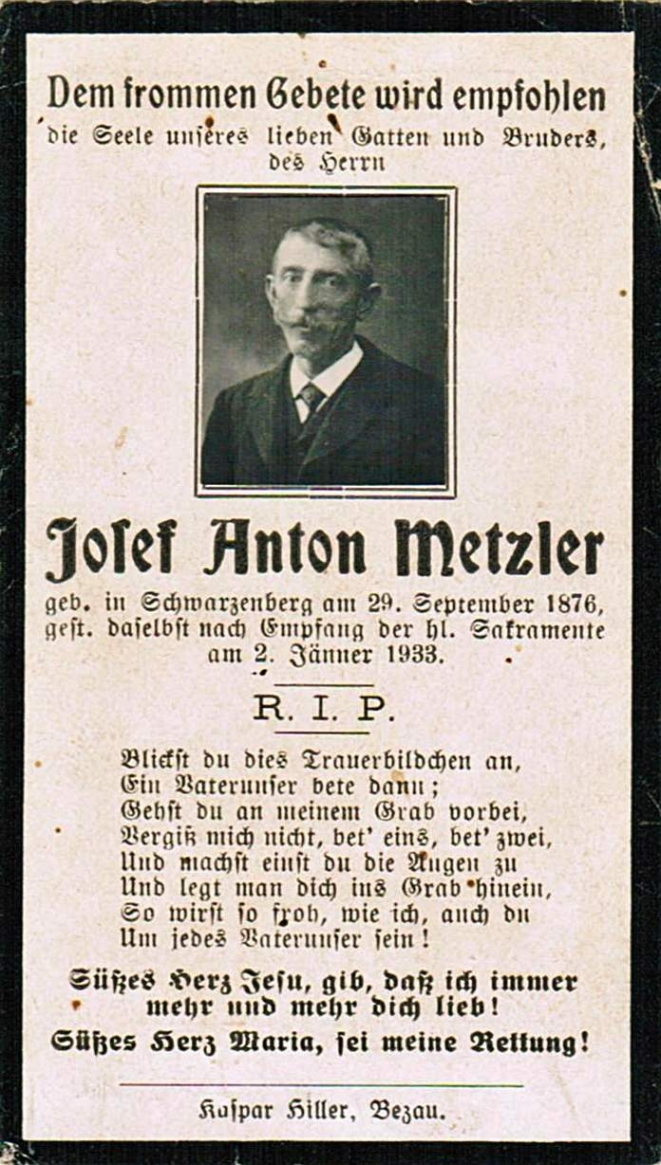 Dem frommen Gebete wird empfohlen
die Seele unseres lieben Gatten und Bruders,
des Herrn
Josef Anton Metzler
geb. in Schwarzenberg am 29. September 1876,
gest. daselbst nach Empfang der hl. Sakramente
am 2. Jänner 1933.
R. I. P.
Blickst du dies Trauerbildchen an,
Ein Vaterunser bete dann;
Gehst du an meinem Grab vorbei,
Vergiß mich nicht, bet' eins, bet' zwei,
Und machst einst du die Augen zu
Und legt man dich ins Grab hinein,
So wirst so froh, wie ich, auch du
Um jedes Vaterunser sein!
Süßes Herz Jesu, gib, daß ich immer
mehr und mehr dich lieb!
Süßes Herz Maria, sei meine Rettung!
Kaspar Hiller, Bezau.